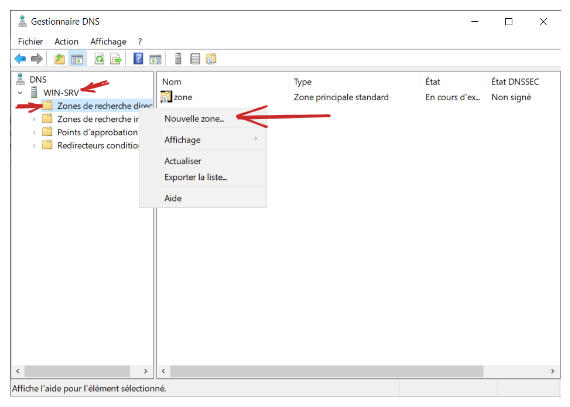 Gestionnaire DNS
Fichier Action Affichage ?
DNS
WIN-SRV
Zones de recherche direc
Zones de recherche in
Points d'approbation
Redirecteurs condition
Nom Type État État DNSSEC
zone Zone principale standard En cours d'ex... Non signé
Nouvelle zone...
Affichage
Actualiser
Exporter la liste...
Aide
Affiche l'aide pour l'élément sélectionné.